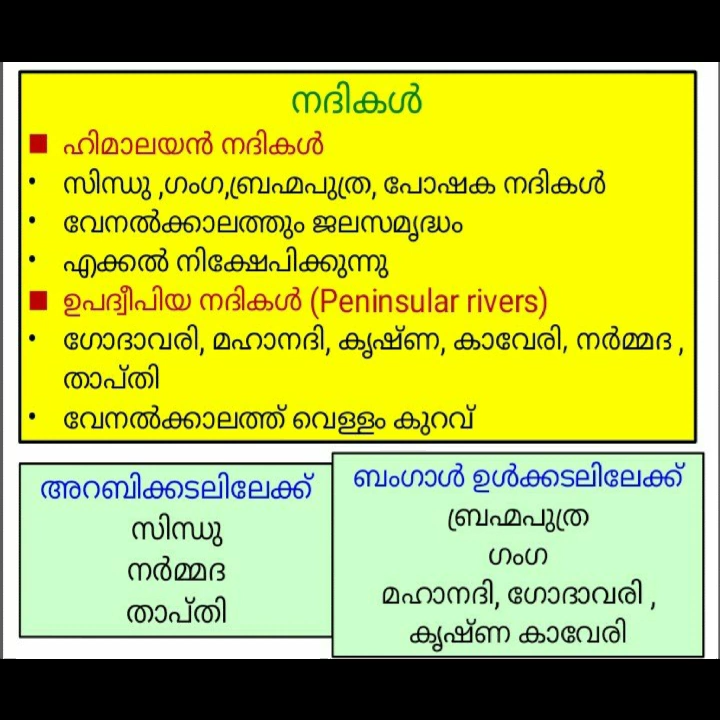 നദികൾ
■ ഹിമാലയൻ നദികൾ
• സിന്ധു ,ഗംഗ,ബ്രഹ്മപുത്ര, പോഷക നദികൾ
• വേനൽക്കാലത്തും ജലസമൃദ്ധം
• എക്കൽ നിക്ഷേപിക്കുന്നു
■ ഉപദ്വീപിയ നദികൾ (Peninsular rivers)
• ഗോദാവരി, മഹാനദി, കൃഷ്ണ, കാവേരി, നർമ്മദ ,
താപ്തി
• വേനൽക്കാലത്ത് വെള്ളം കുറവ്
അറബിക്കടലിലേക്ക്
സിന്ധു
നർമ്മദ
താപ്തി
ബംഗാൾ ഉൾക്കടലിലേക്ക്
ബ്രഹ്മപുത്ര
ഗംഗ
മഹാനദി, ഗോദാവരി ,
കൃഷ്ണ കാവേരി